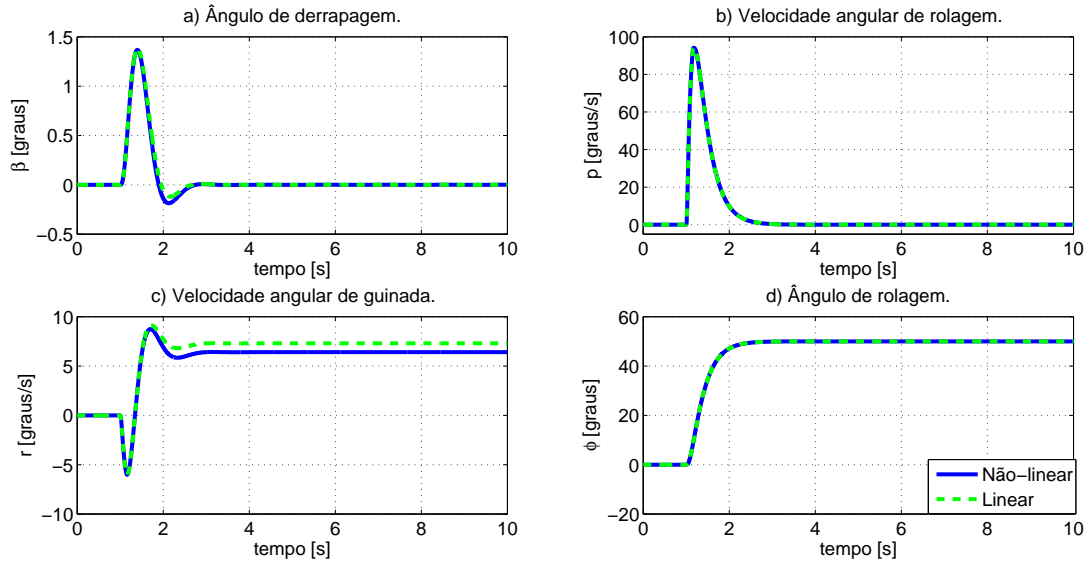 a) Ângulo de derrapagem.
1.5
1
0.5
0
−0.5
β [graus]
0 2 4 6 8 10
tempo [s]
b) Velocidade angular de rolagem.
100
80
60
40
20
0
p [graus/s]
0 2 4 6 8 10
tempo [s]
c) Velocidade angular de guinada.
10
5
0
−5
−10
r [graus/s]
0 2 4 6 8 10
tempo [s]
d) Ângulo de rolagem.
60
40
20
0
−20
ϕ [graus]
0 2 4 6 8 10
tempo [s]
Não−linear
Linear